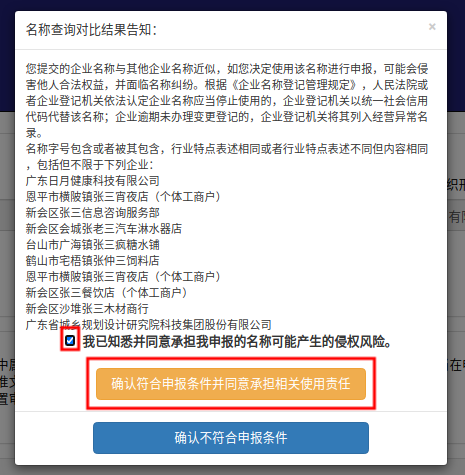 名称查询对比结果告知：
×
您提交的企业名称与其他企业名称近似，如您决定使用该名称进行申报，可能会侵
害他人合法权益，并面临名称纠纷。根据《企业名称登记管理规定》，人民法院或
者企业登记机关依法认定企业名称应当停止使用的，企业登记机关以统一社会信用
代码代替该名称；企业逾期未办理变更登记的，企业登记机关将其列入经营异常名
录。
名称字号包含或者被其包含，行业特点表述相同或者行业特点表述不同但内容相同
，包括但不限于下列企业：
广东日月健康科技有限公司
恩平市横陂镇张三宵夜店（个体工商户）
新会区张三信息咨询服务部
新会区会城张老三汽车淋水器店
台山市广海镇张三疯糖水铺
鹤山市宅梧镇张仲三饲料店
恩平市横陂镇张三宵夜店（个体工商户）
新会区张三餐饮店（个体工商户）
新会区沙堆张三木材商行
广东省城乡规划设计研究院科技集团股份有限公司
我已知悉并同意承担我申报的名称可能产生的侵权风险。
确认符合申报条件并同意承担相关使用责任
确认不符合申报条件
织形
有限